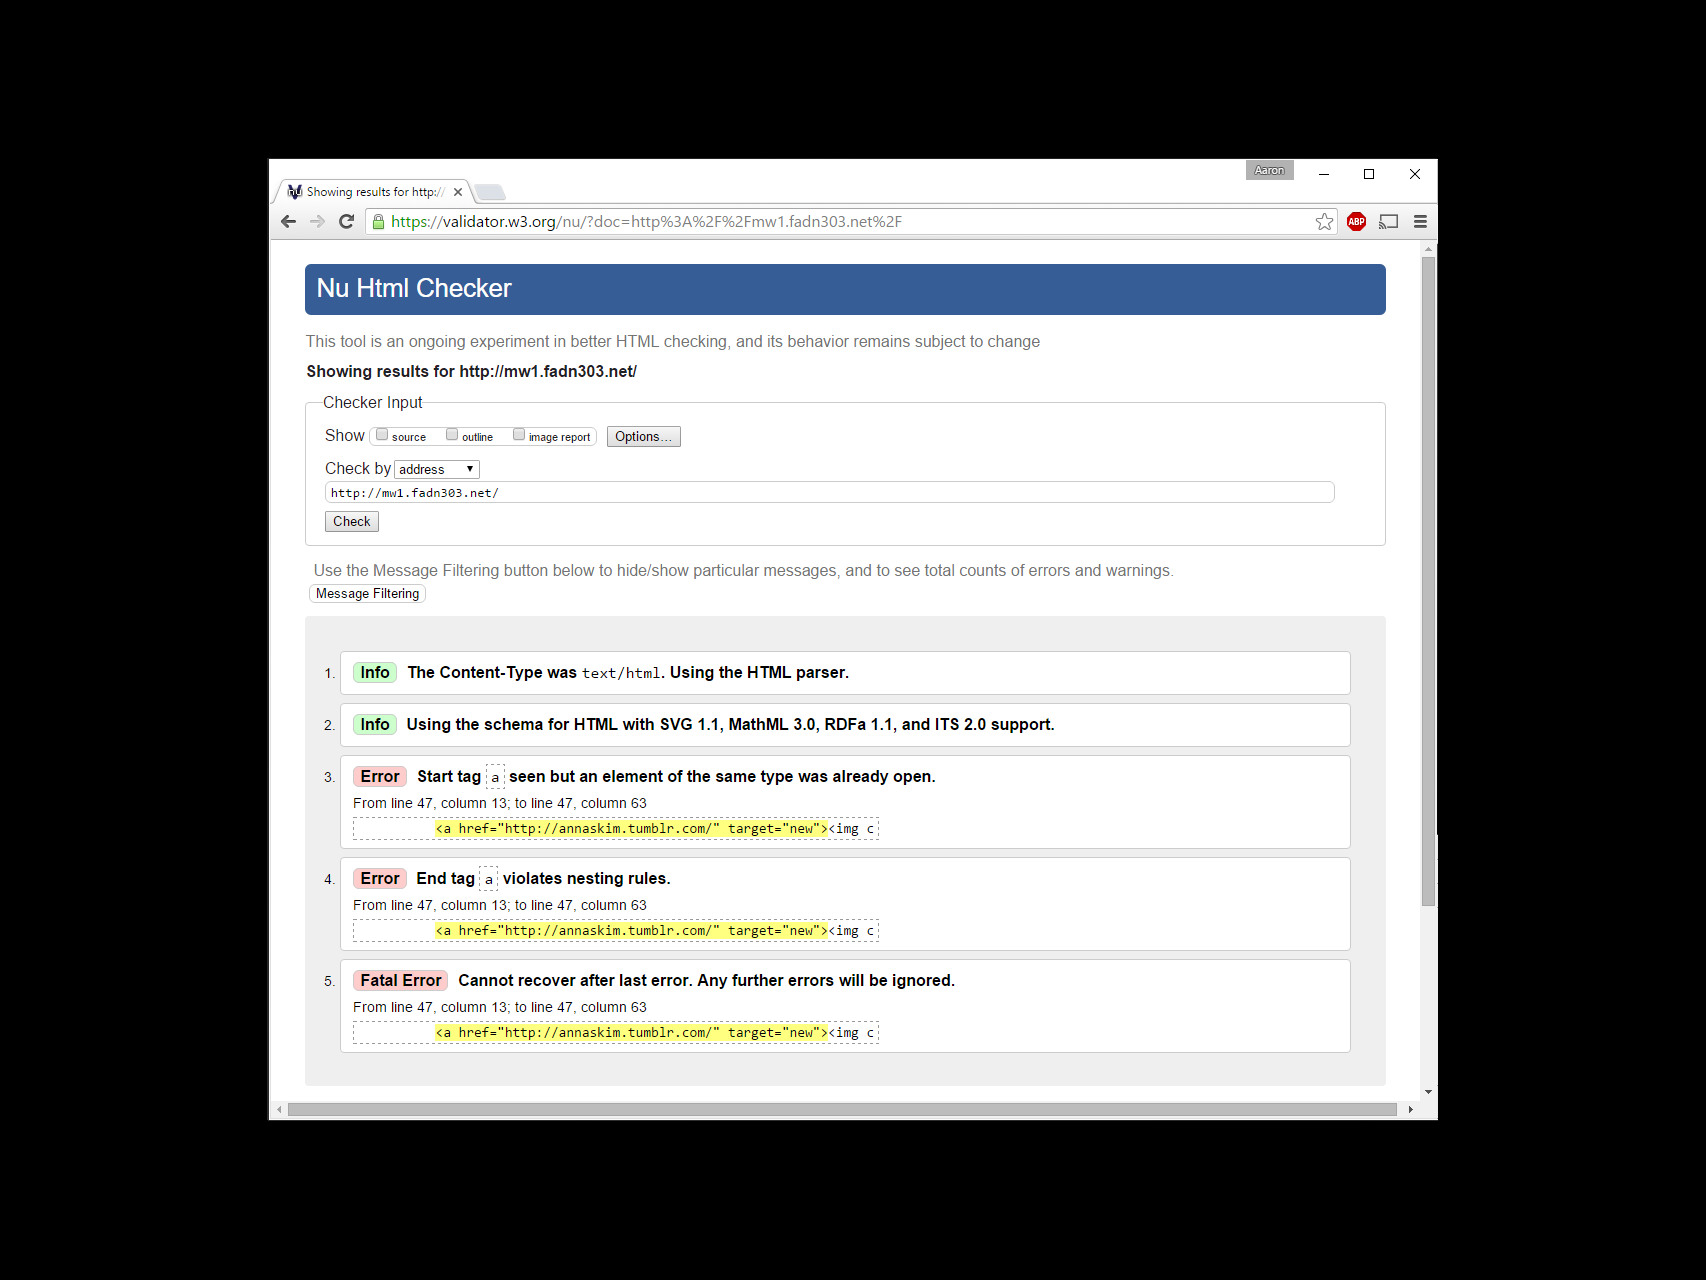 Aaron
Showing results for http://
https://validator.w3.org/nu/?doc=http%3A%2F%2Fmw1.fadn303.net%2F
ABP
Nu Html Checker
This tool is an ongoing experiment in better HTML checking, and its behavior remains subject to change
Showing results for http://mw1.fadn303.net/
Checker Input
Show source outline image report Options...
Check by address
http://mw1.fadn303.net/
Check
Use the Message Filtering button below to hide/show particular messages, and to see total counts of errors and warnings.
Message Filtering
1. Info The Content-Type was text/html. Using the HTML parser.
2. Info Using the schema for HTML with SVG 1.1, MathML 3.0, RDFa 1.1, and ITS 2.0 support.
3. Error Start tag a seen but an element of the same type was already open.
From line 47, column 13; to line 47, column 63
<a href="http://annaskim.tumblr.com/" target="new"><img c
4. Error End tag a violates nesting rules.
From line 47, column 13; to line 47, column 63
<a href="http://annaskim.tumblr.com/" target="new"><img c
5. Fatal Error Cannot recover after last error. Any further errors will be ignored.
From line 47, column 13; to line 47, column 63
<a href="http://annaskim.tumblr.com/" target="new"><img c